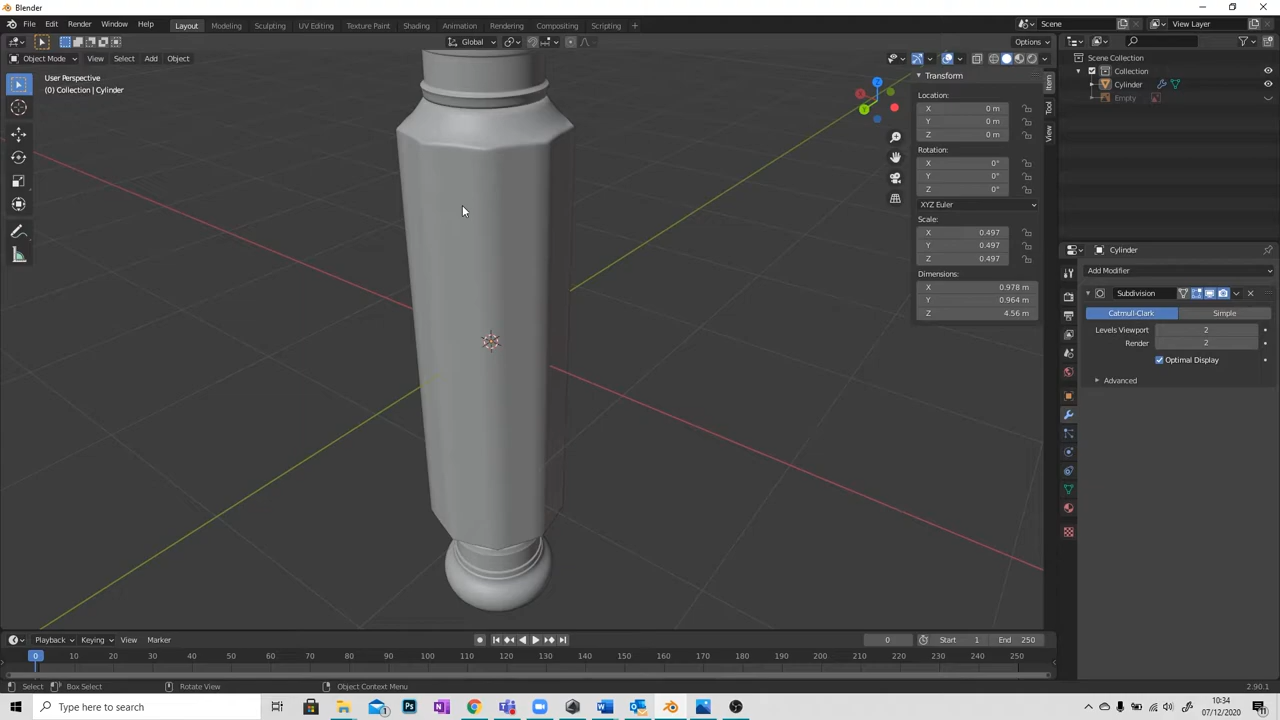 Blender
File Edit Render Window Help Layout Modeling Sculpting UV Editing Texture Paint Shading Animation Rendering Compositing Scripting + Scene View Layer
Global Options
Object Mode View Select Add Object
User Perspective
(0) Collection | Cylinder
Transform
Location:
X 0 m
Y 0 m
Z 0 m
Rotation:
X 0°
Y 0°
Z 0°
XYZ Euler
Scale:
X 0.497
Y 0.497
Z 0.497
Dimensions:
X 0.978 m
Y 0.964 m
Z 4.56 m
Item
Tool
View
Z
Y
Scene Collection
Collection
Cylinder
Empty
Cylinder
Add Modifier
Subdivision
Catmull-Clark Simple
Levels Viewport 2
Render 2
Optimal Display
Advanced
Playback Keying View Marker 0 Start 1 End 250
0 10 20 30 40 50 60 70 80 90 100 110 120 130 140 150 160 170 180 190 200 210 220 230 240 250
Select Box Select Rotate View Object Context Menu 2.90.1
Type here to search
10:34
07/12/2020